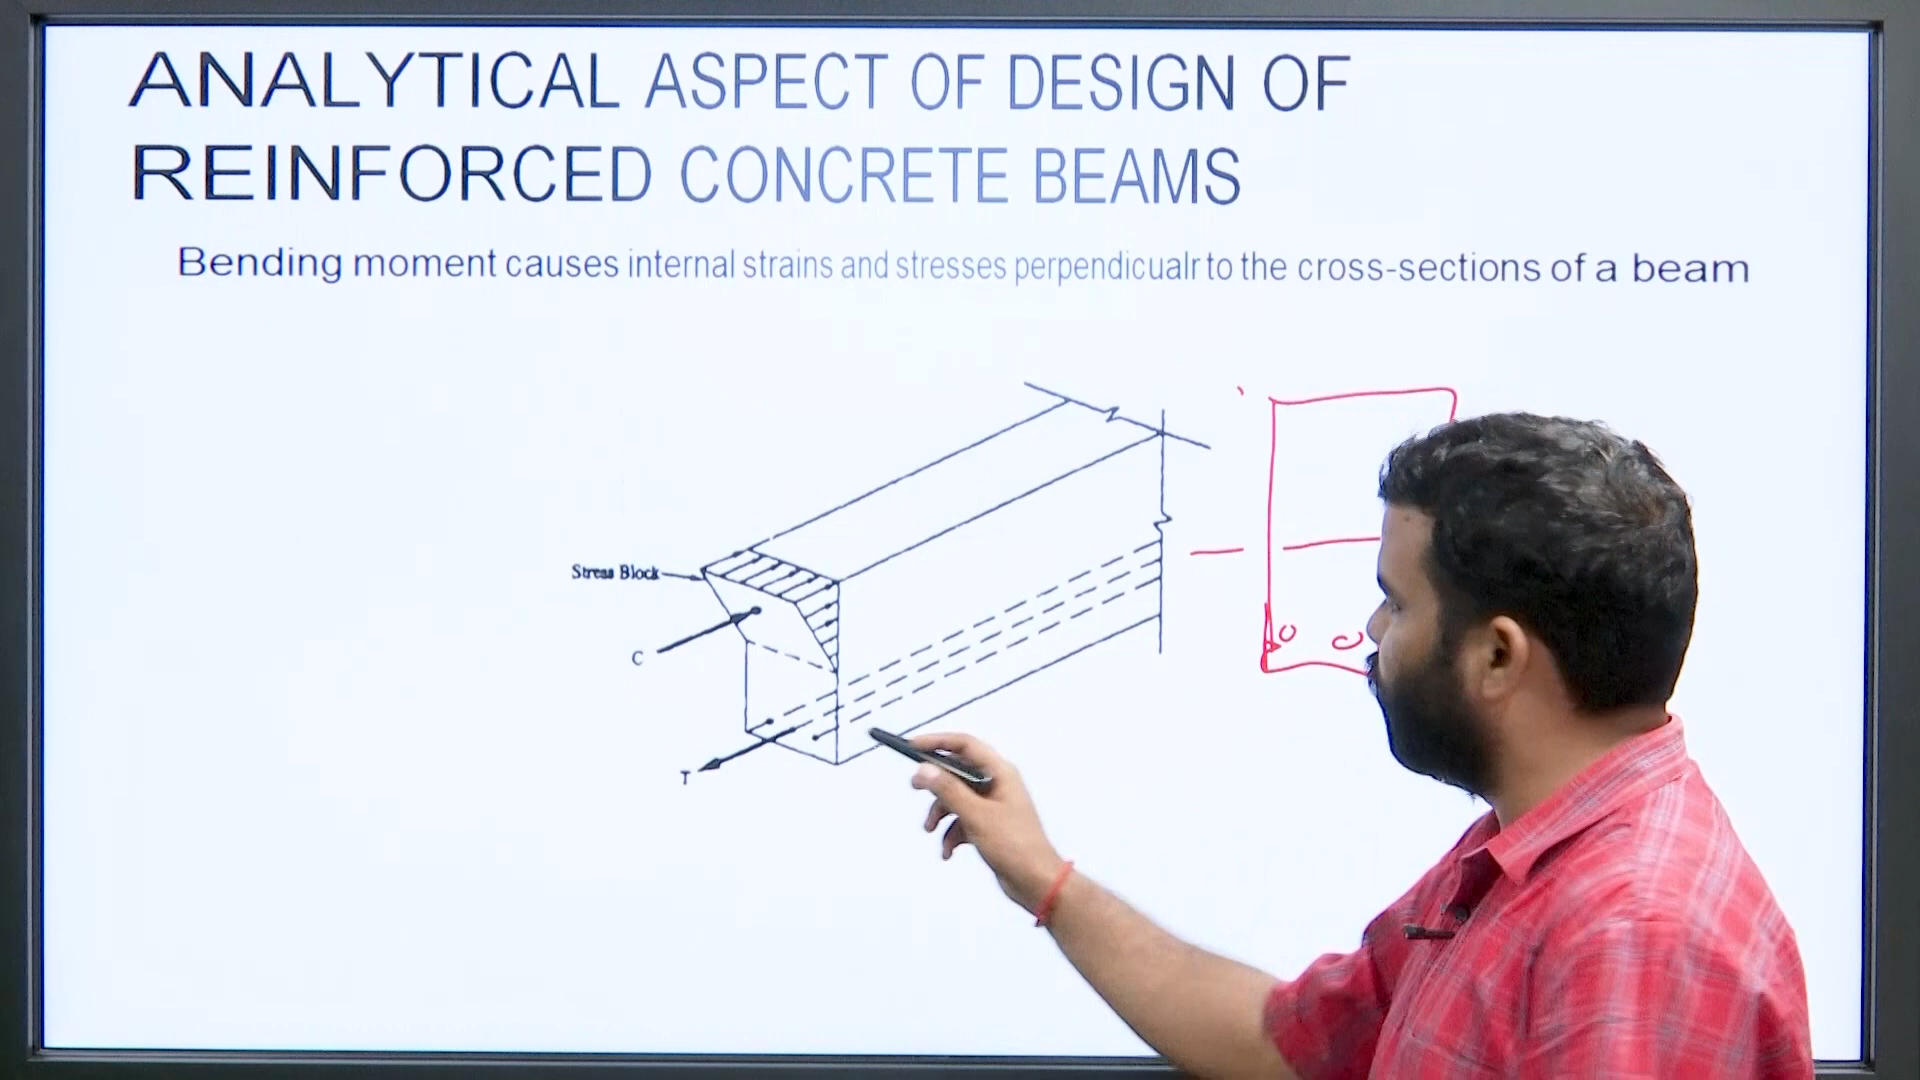 ANALYTICAL ASPECT OF DESIGN OF
REINFORCED CONCRETE BEAMS
Bending moment causes internal strains and stresses perpendicualr to the cross-sections of a beam
Stress Block
C
T